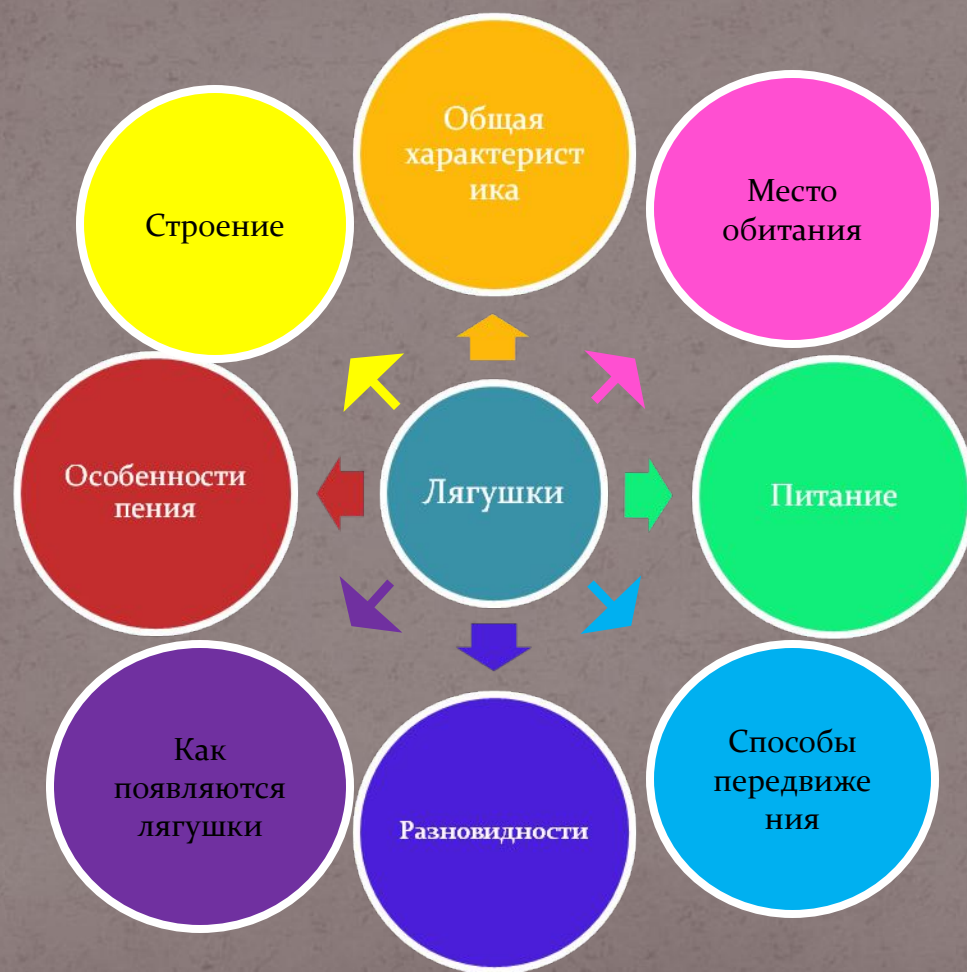 Общая
характерист
ика
Строение
Место
обитания
Особенности
пения
Лягушки
Питание
Как
появляются
лягушки
Разновидности
Способы
передвиже
ния